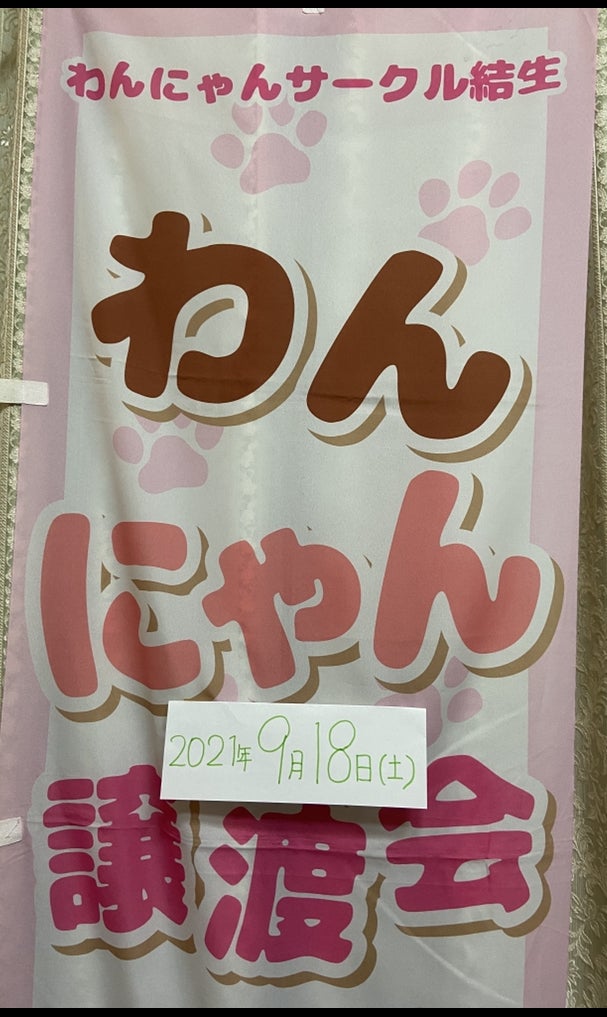 わんにゃんサークル結生
わん
にゃん
2021年9月18日(土)
譲渡会